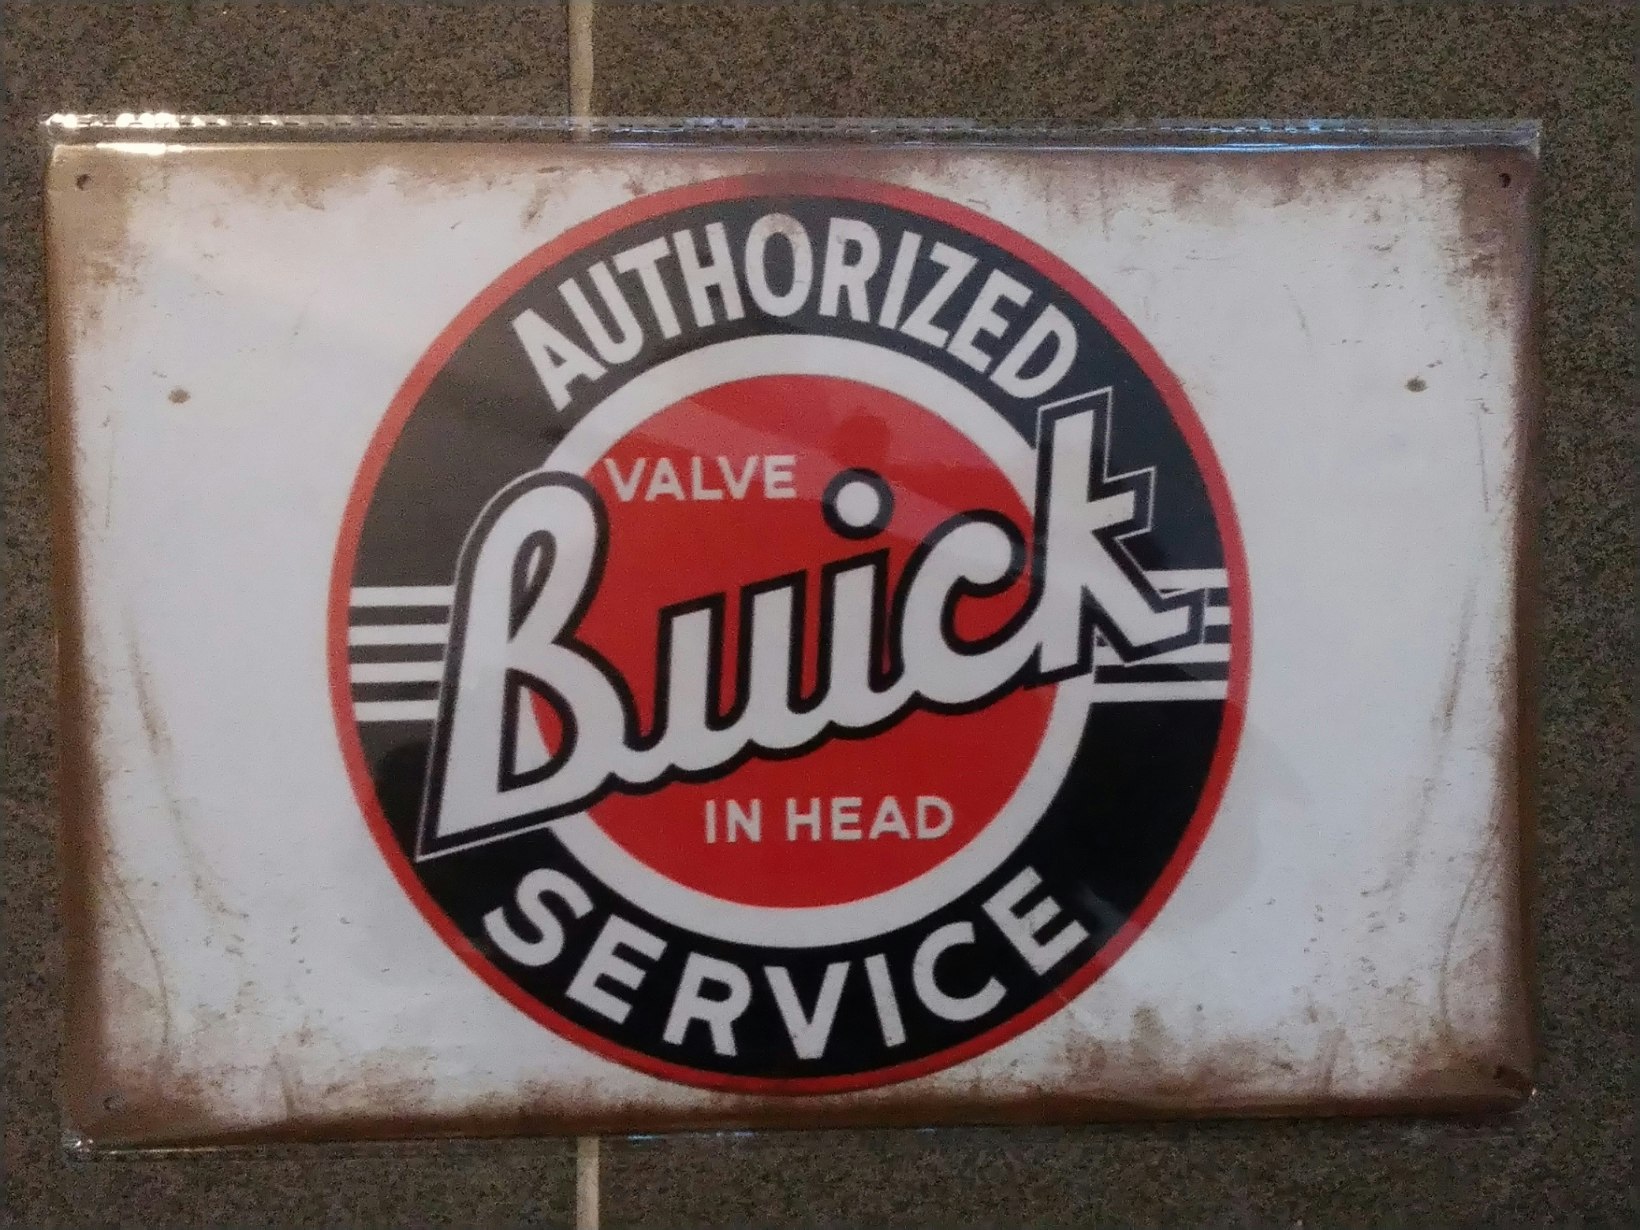 AUTHORIZED
VALVE
Buick
IN HEAD
SERVICE